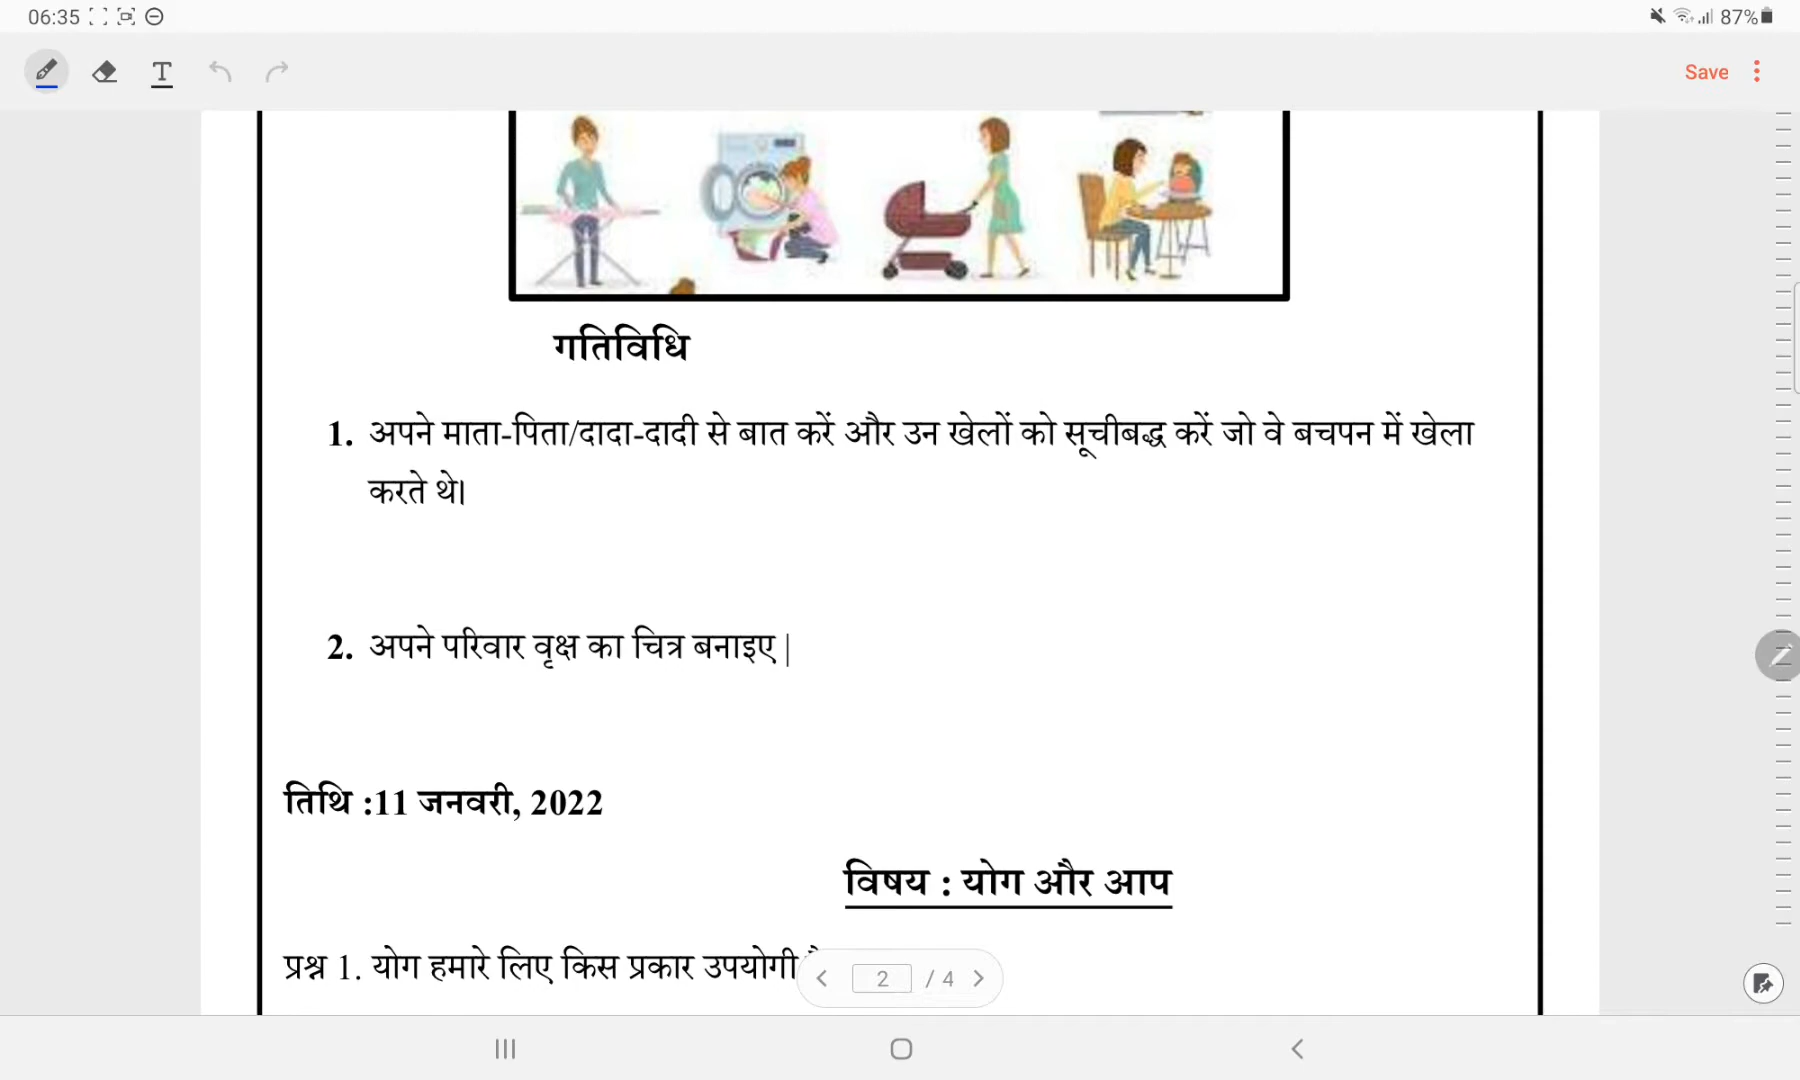 06:35
87%
Save
गतिविधि
1. अपने माता-पिता/दादा-दादी से बात करें और उन खेलों को सूचीबद्ध करें जो वे बचपन में खेला
करते थे।
2. अपने परिवार वृक्ष का चित्र बनाइए |
तिथि :11 जनवरी, 2022
विषय : योग और आप
प्रश्न 1. योग हमारे लिए किस प्रकार उपयोगी
2 / 4